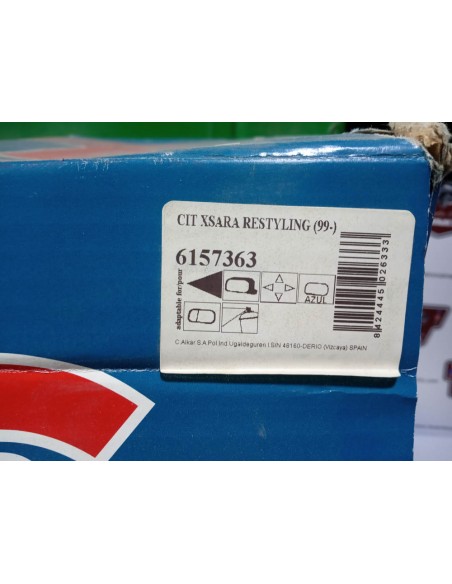 CIT XSARA RESTYLING (99-)
6157363
adaptable for/pour
AZUL
8424445026333
C.Alkar S.A Pol.Ind.Ugaldeguren I S/N 48160-DERIO (Vizcaya) SPAIN